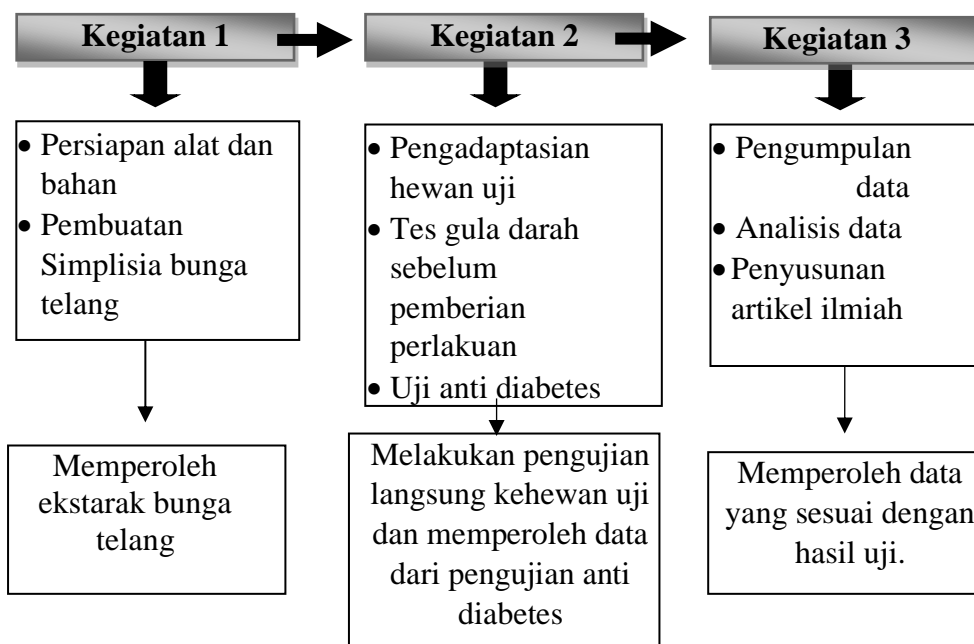 Kegiatan 1
Kegiatan 2
Kegiatan 3
• Persiapan alat dan
bahan
• Pembuatan
Simplisia bunga
telang
• Pengadaptasian
hewan uji
• Tes gula darah
sebelum
pemberian
perlakuan
• Uji anti diabetes
• Pengumpulan
data
• Analisis data
• Penyusunan
artikel ilmiah
Memperoleh
ekstarak bunga
telang
Melakukan pengujian
langsung kehewan uji
dan memperoleh data
dari pengujian anti
diabetes
Memperoleh data
yang sesuai dengan
hasil uji.